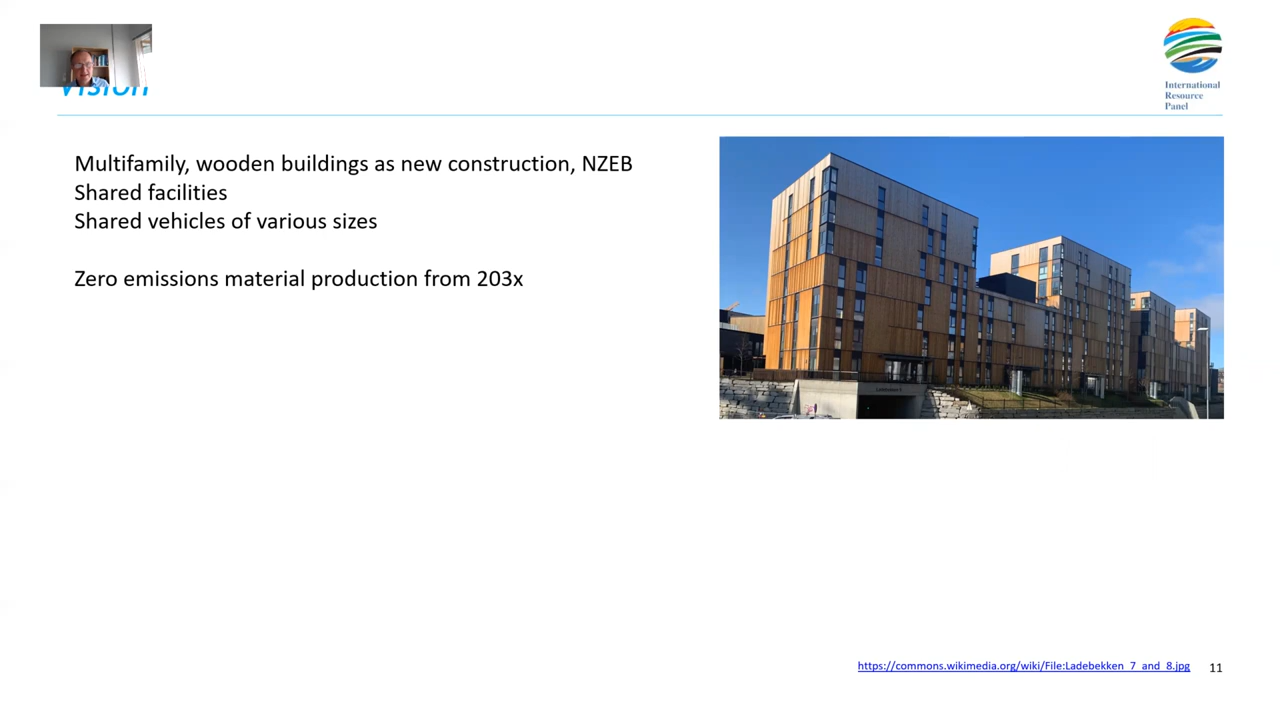 Vision
International
Resource
Panel
Multifamily, wooden buildings as new construction, NZEB
Shared facilities
Shared vehicles of various sizes
Zero emissions material production from 203x
https://commons.wikimedia.org/wiki/File:Ladebekken_7_and_8.jpg
11